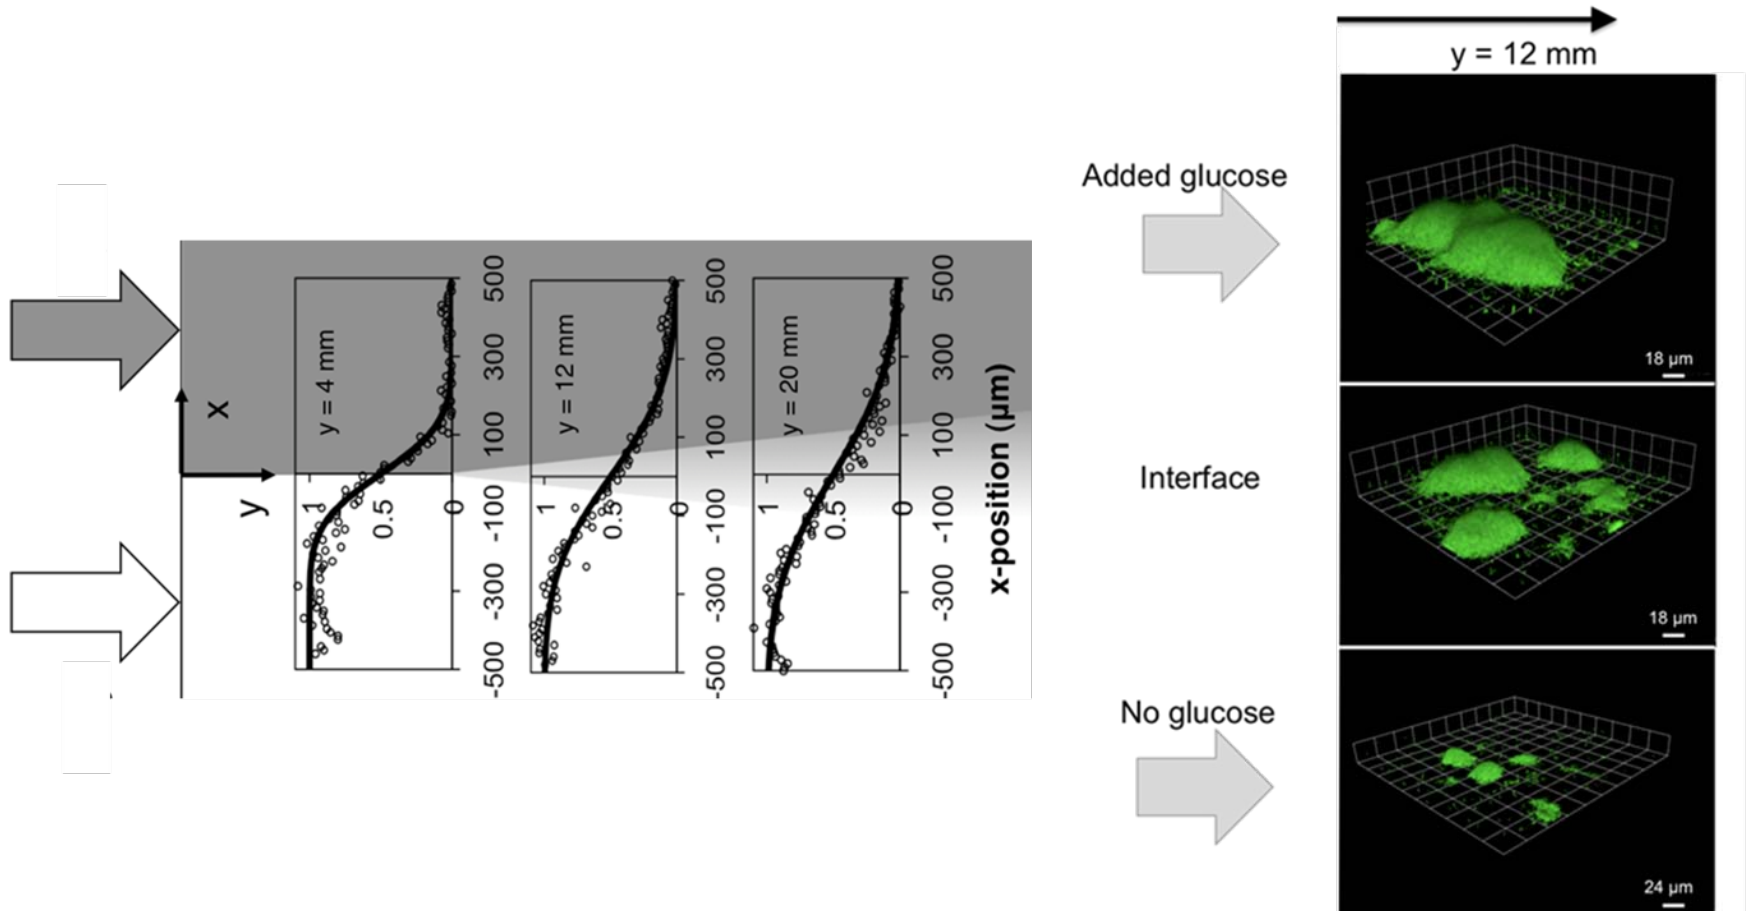 y = 12 mm
Added glucose
18 µm
Interface
18 µm
No glucose
24 µm
x
y
y = 4 mm
1
0.5
0
500
300
100
-100
-300
-500
y = 12 mm
1
0.5
0
500
300
100
-100
-300
-500
y = 20 mm
1
0.5
0
500
300
100
-100
-300
-500
x-position (µm)